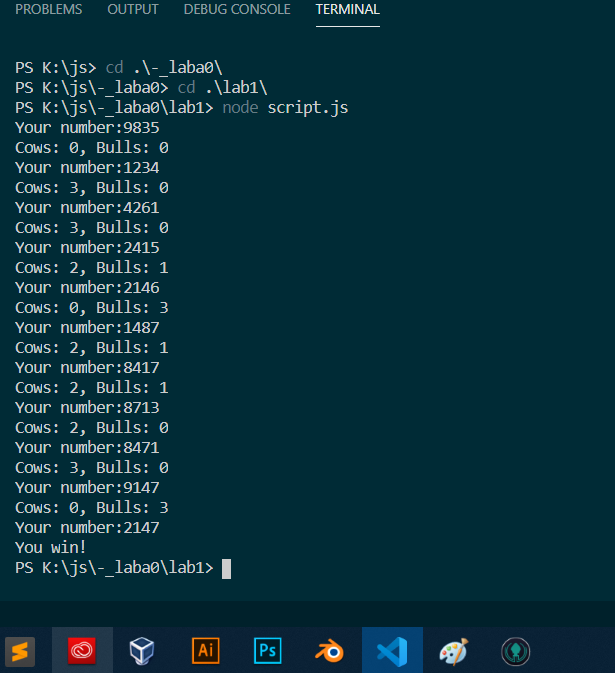 PROBLEMS OUTPUT DEBUG CONSOLE TERMINAL
PS K:\js> cd .\-_laba0\
PS K:\js\-_laba0> cd .\lab1\
PS K:\js\-_laba0\lab1> node script.js
Your number:9835
Cows: 0, Bulls: 0
Your number:1234
Cows: 3, Bulls: 0
Your number:4261
Cows: 3, Bulls: 0
Your number:2415
Cows: 2, Bulls: 1
Your number:2146
Cows: 0, Bulls: 3
Your number:1487
Cows: 2, Bulls: 1
Your number:8417
Cows: 2, Bulls: 1
Your number:8713
Cows: 2, Bulls: 0
Your number:8471
Cows: 3, Bulls: 0
Your number:9147
Cows: 0, Bulls: 3
Your number:2147
You win!
PS K:\js\-_laba0\lab1>
Ai Ps